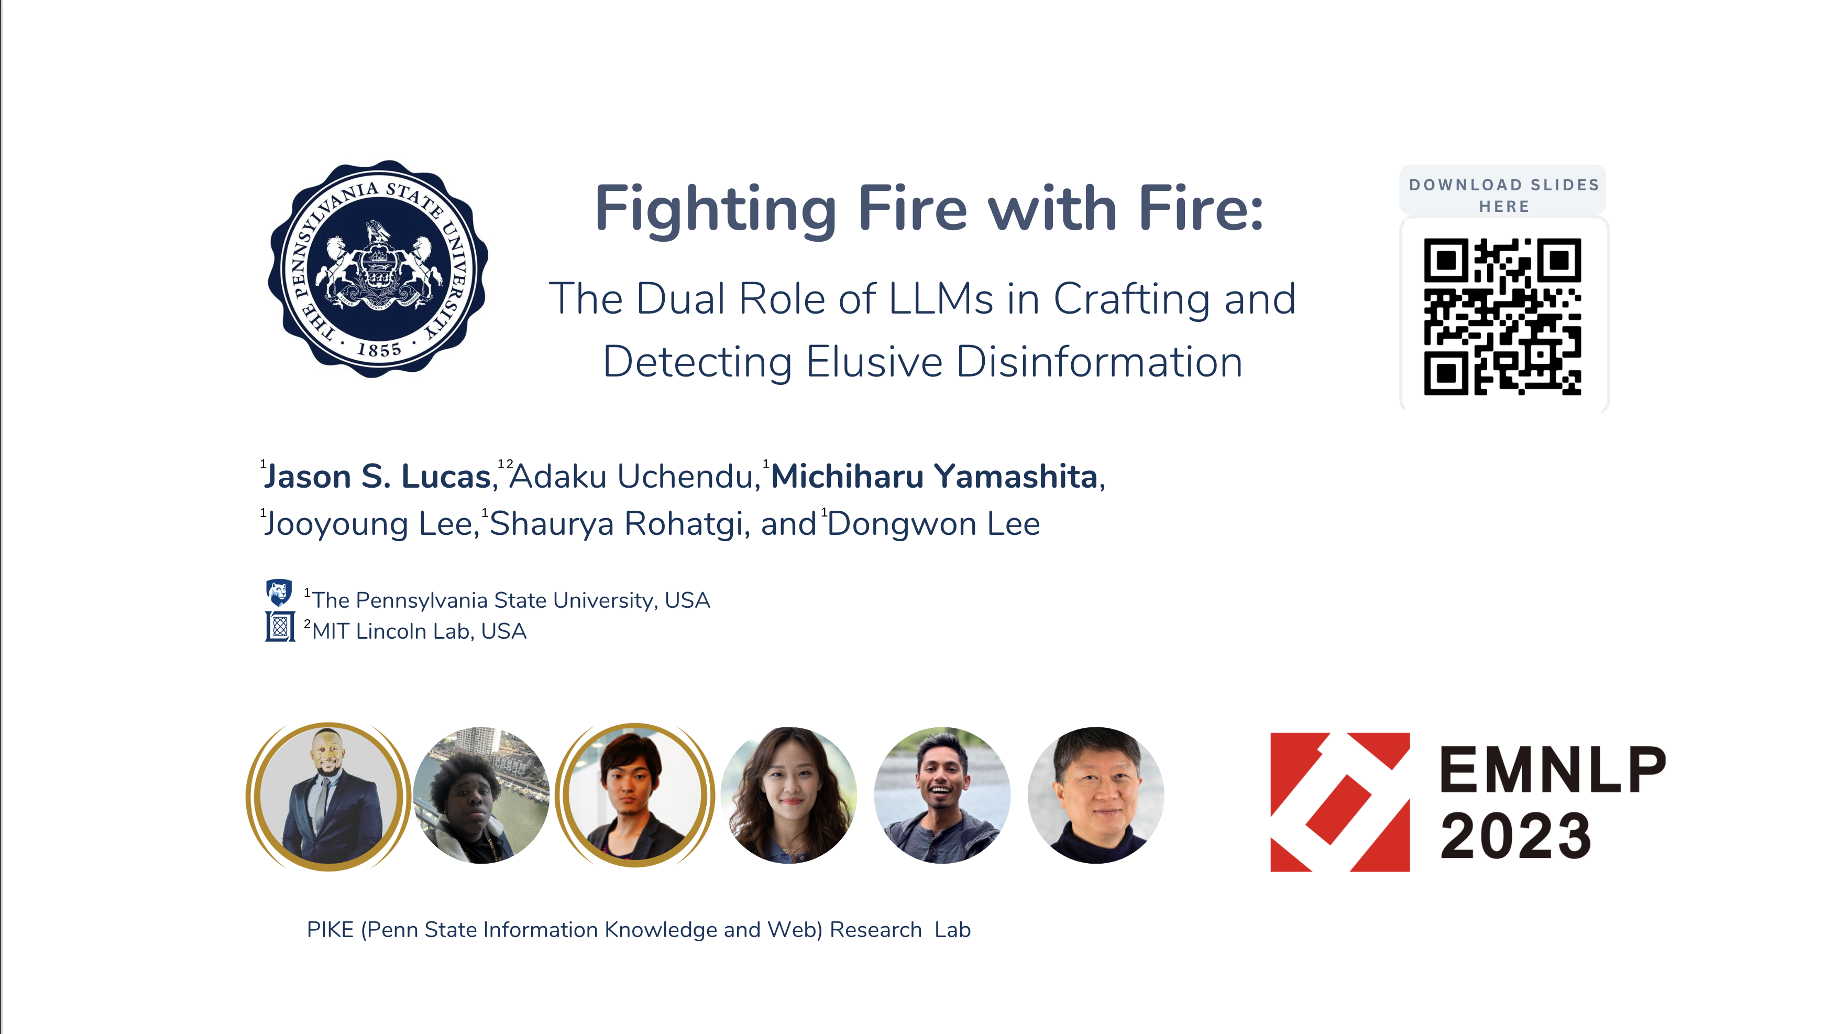 THE PENNSYLVANIA STATE UNIVERSITY
· 1855 ·
Fighting Fire with Fire:
The Dual Role of LLMs in Crafting and
Detecting Elusive Disinformation
DOWNLOAD SLIDES
HERE
¹Jason S. Lucas,¹²Adaku Uchendu,¹Michiharu Yamashita,
¹Jooyoung Lee,¹Shaurya Rohatgi, and¹Dongwon Lee
¹The Pennsylvania State University, USA
²MIT Lincoln Lab, USA
EMNLP
2023
PIKE (Penn State Information Knowledge and Web) Research Lab